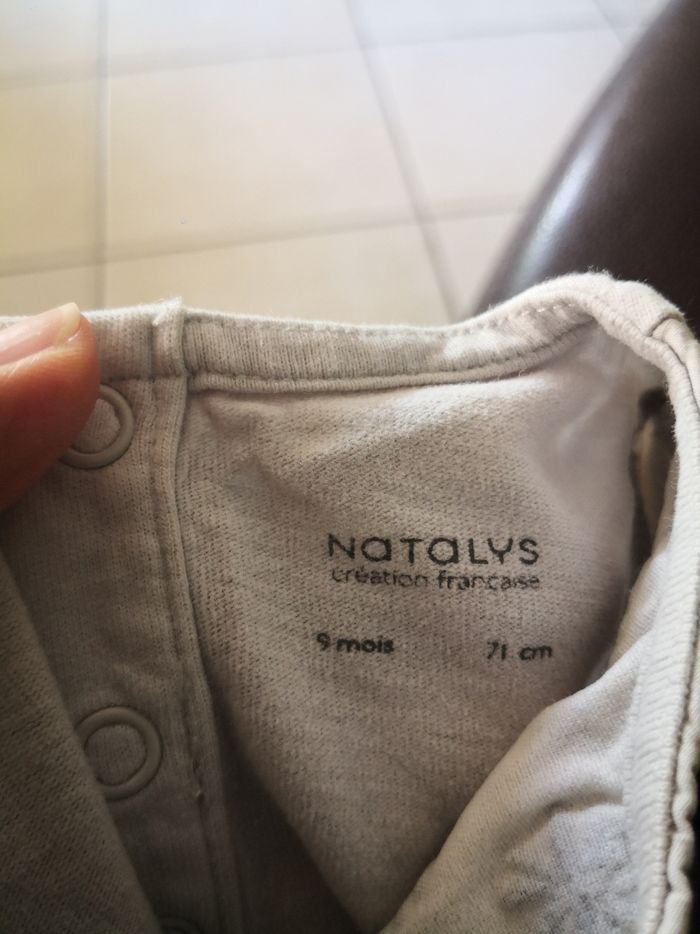 NATALYS
création française
9 mois 71 cm